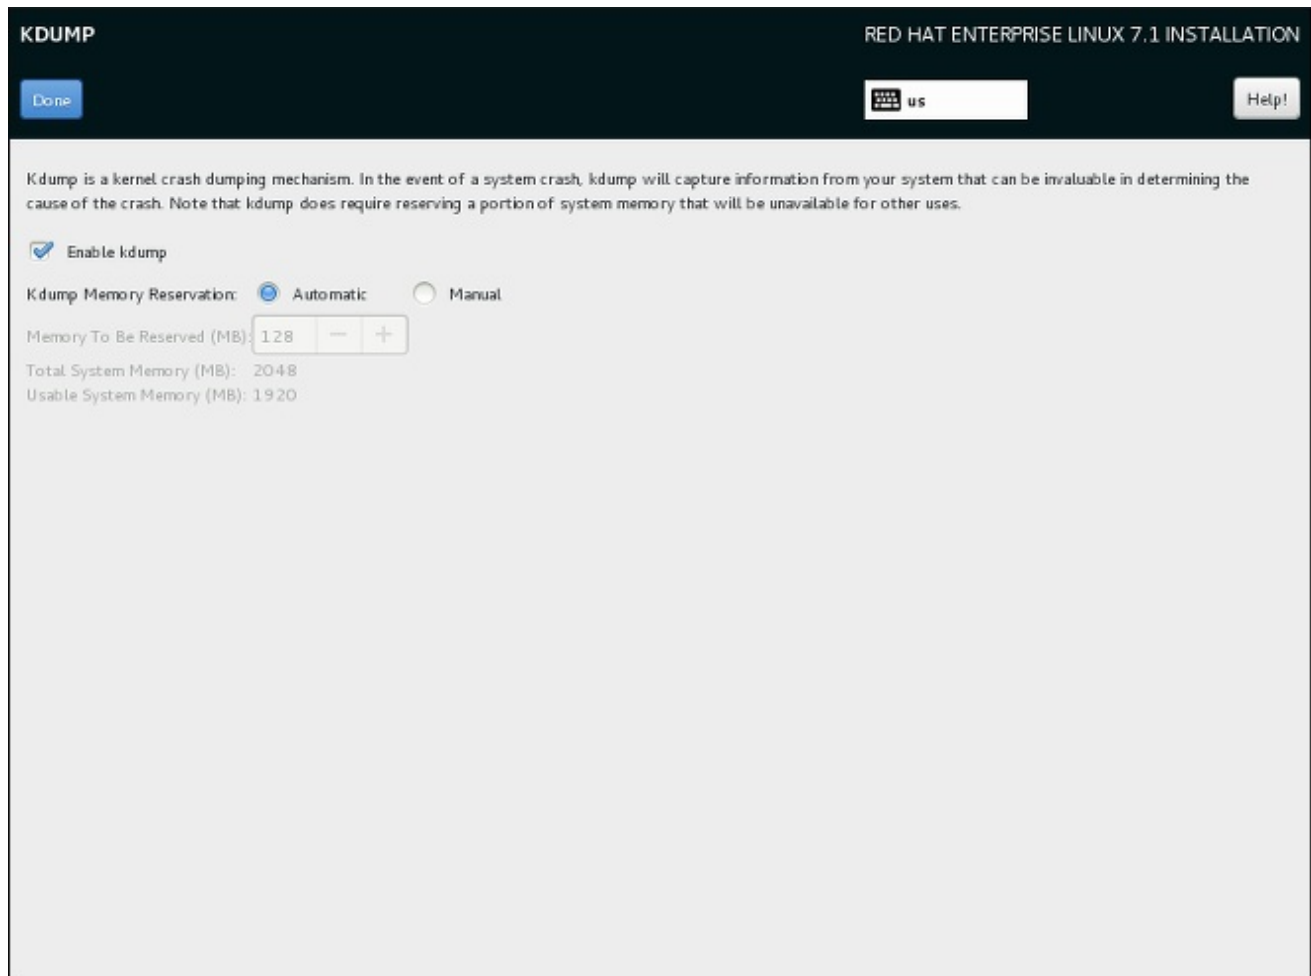 KDUMP
RED HAT ENTERPRISE LINUX 7.1 INSTALLATION
Done
us
Help!
Kdump is a kernel crash dumping mechanism. In the event of a system crash, kdump will capture information from your system that can be invaluable in determining the
cause of the crash. Note that kdump does require reserving a portion of system memory that will be unavailable for other uses.
Enable kdump
Kdump Memory Reservation: Automatic Manual
Memory To Be Reserved (MB): 128 − +
Total System Memory (MB): 2048
Usable System Memory (MB): 1920